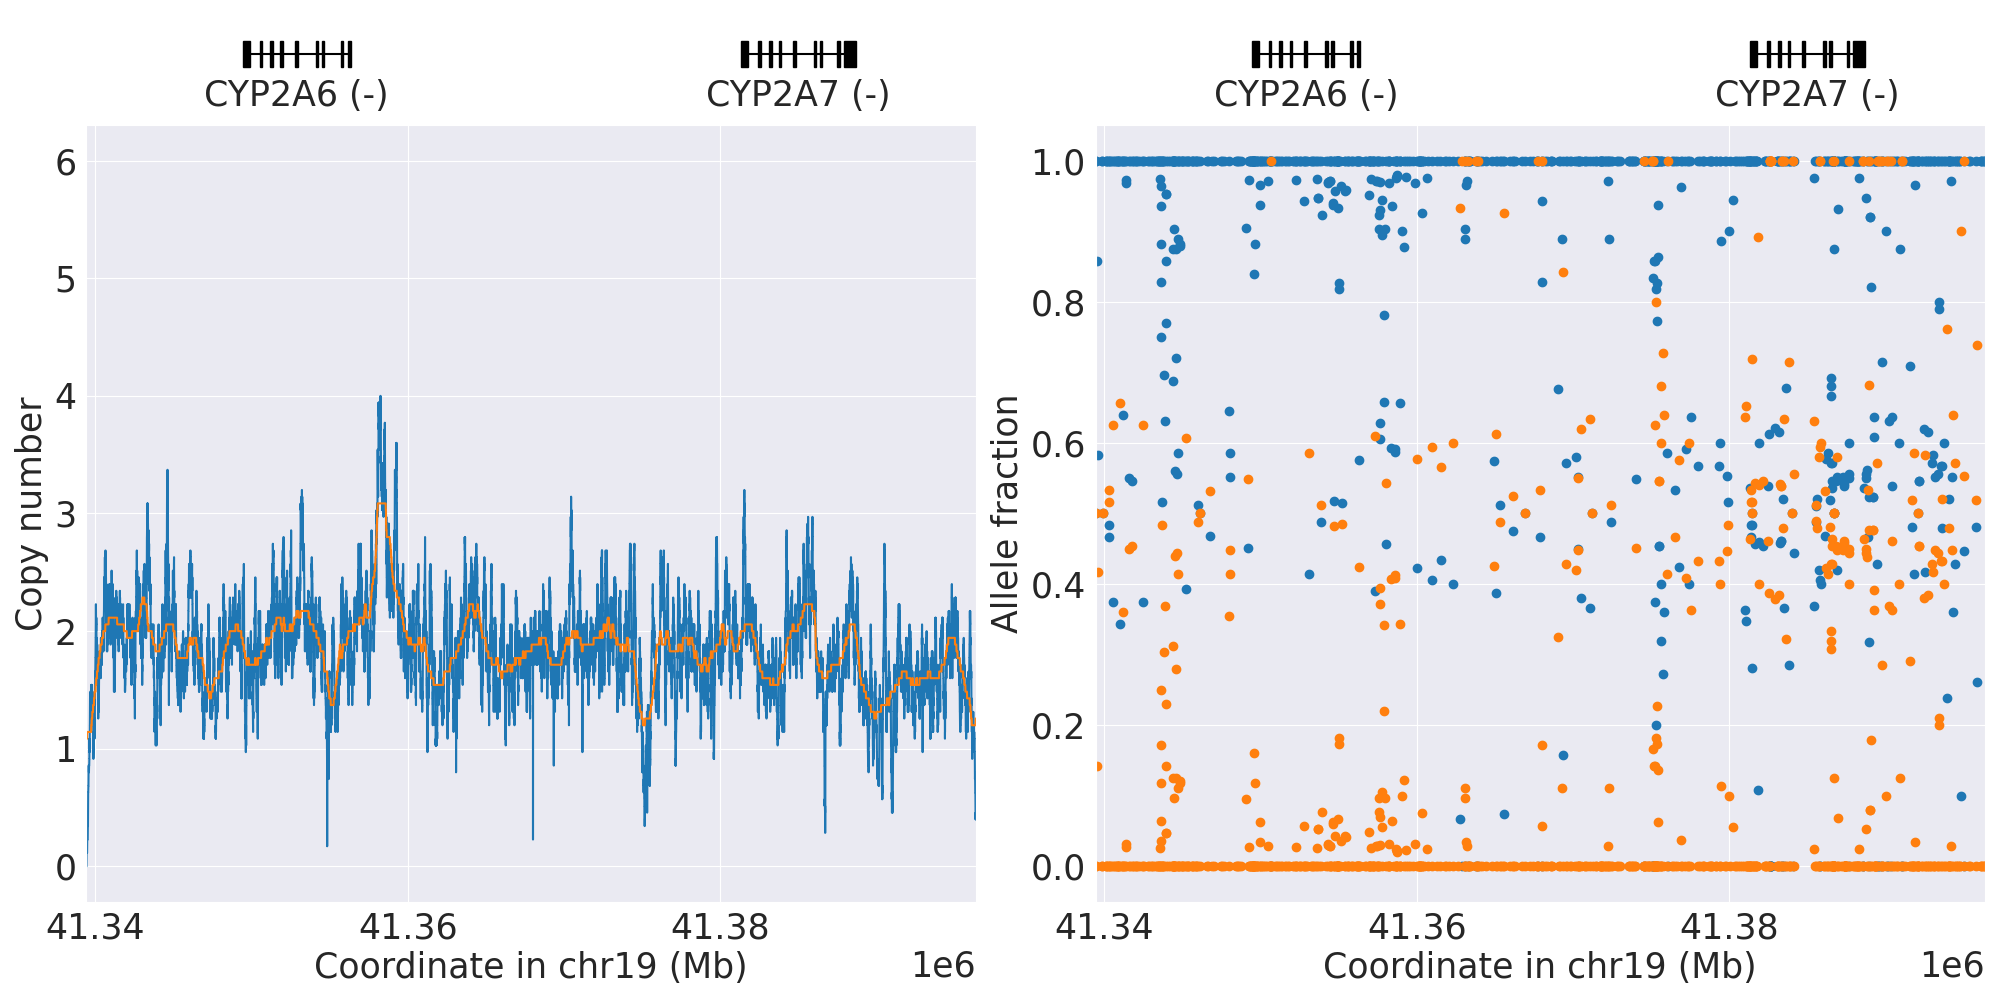 CYP2A6 (-)
CYP2A7 (-)
6
5
4
3
2
1
0
Copy number
41.34
41.36
41.38
Coordinate in chr19 (Mb)
1e6
CYP2A6 (-)
CYP2A7 (-)
1.0
0.8
0.6
0.4
0.2
0.0
Allele fraction
41.34
41.36
41.38
Coordinate in chr19 (Mb)
1e6